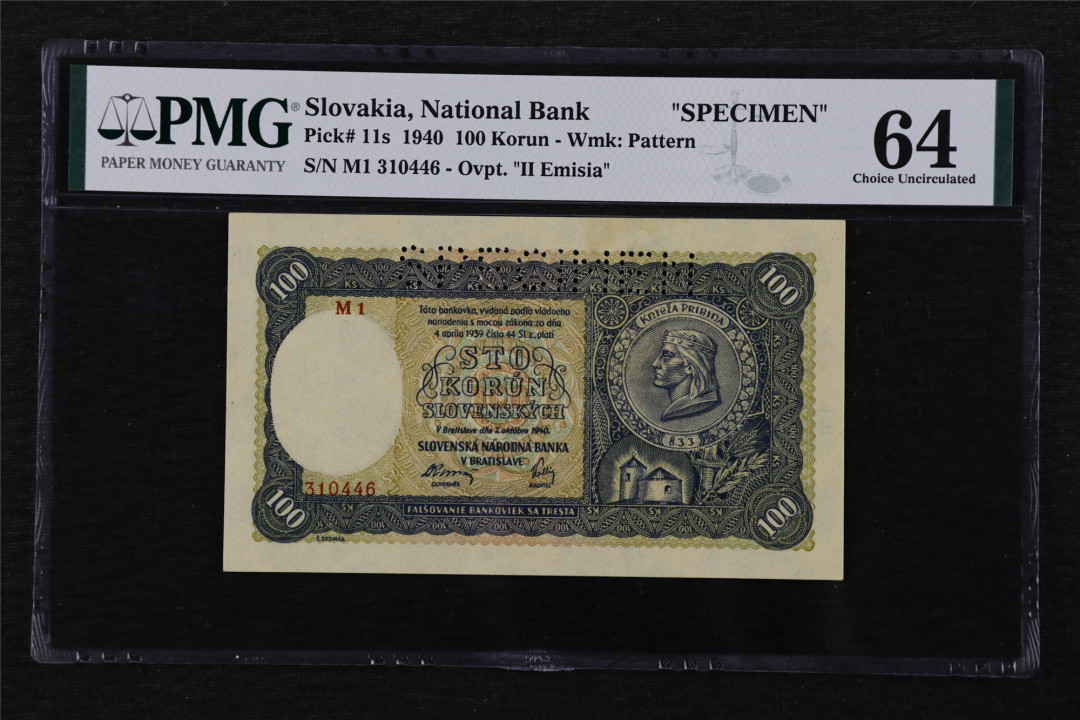 PMG®
PAPER MONEY GUARANTY
Slovakia, National Bank "SPECIMEN"
Pick# 11s 1940 100 Korun - Wmk: Pattern
S/N M1 310446 - Ovpt. "II Emisia"
64
Choice Uncirculated
SPECIMEN
100
100
KS
M 1
Táto bankovka, vydaná podľa vládneho
nariadenia s mocou zákona zo dňa
4 apríla 1939 číslo 44 Sl. z., platí
STO
KORÚN
SLOVENSKÝCH
V Bratislave dňa 7. októbra 1940.
SLOVENSKÁ NÁRODNÁ BANKA
V BRATISLAVE
GUVERNÉR
KNIEŽA PRIBINA
833
310446
100
FALŠOVANIE BANKOVIEK SA TRESTÁ
100